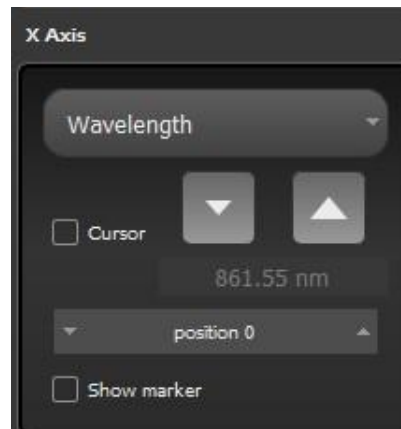 X Axis
Wavelength
Cursor
861.55 nm
position 0
Show marker